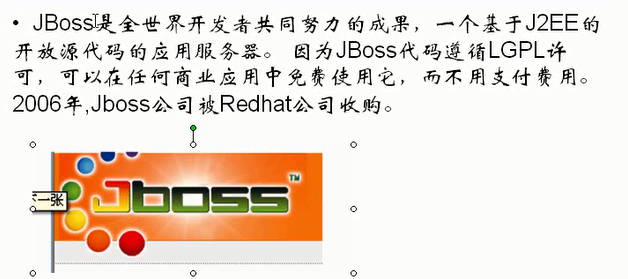 • JBoss是全世界开发者共同努力的成果，一个基于J2EE的
开放源代码的应用服务器。 因为JBoss代码遵循LGPL许
可，可以在任何商业应用中免费使用它，而不用支付费用。
2006年,Jboss公司被Redhat公司收购。
Jboss™
一张